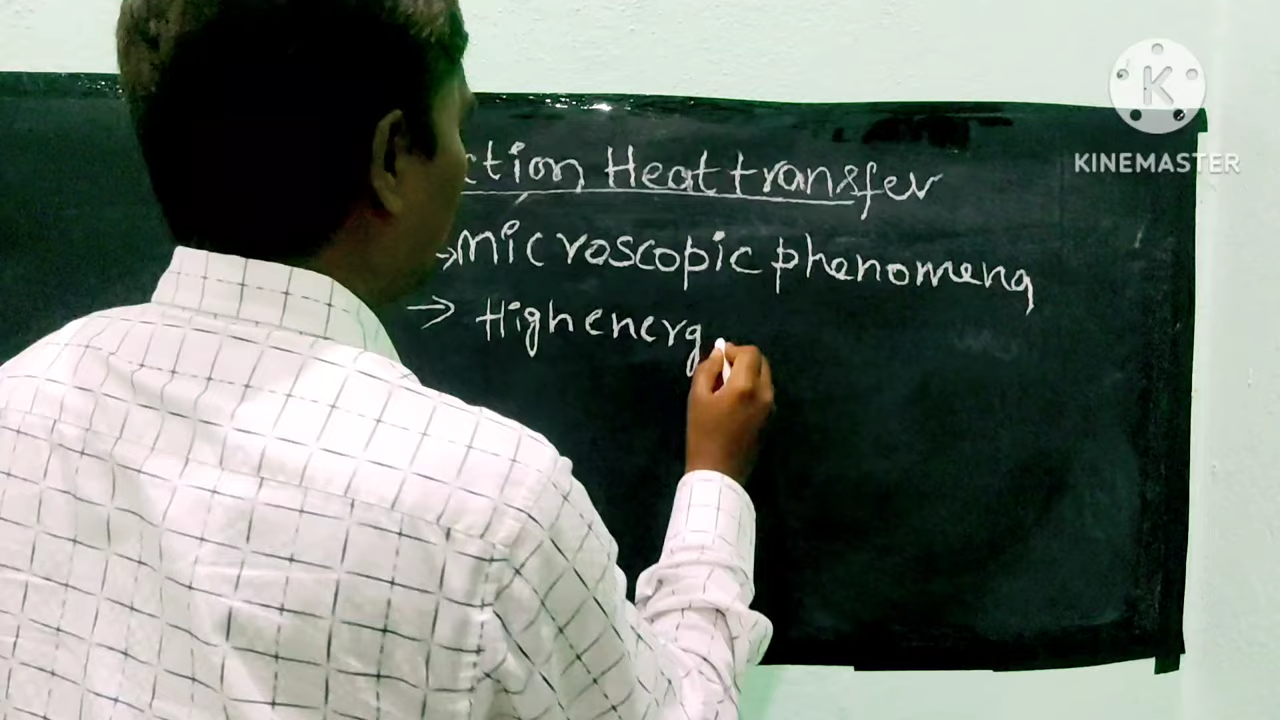 ction Heat transfer
→microscopic phenomena
→ High energ
K
KINEMASTER